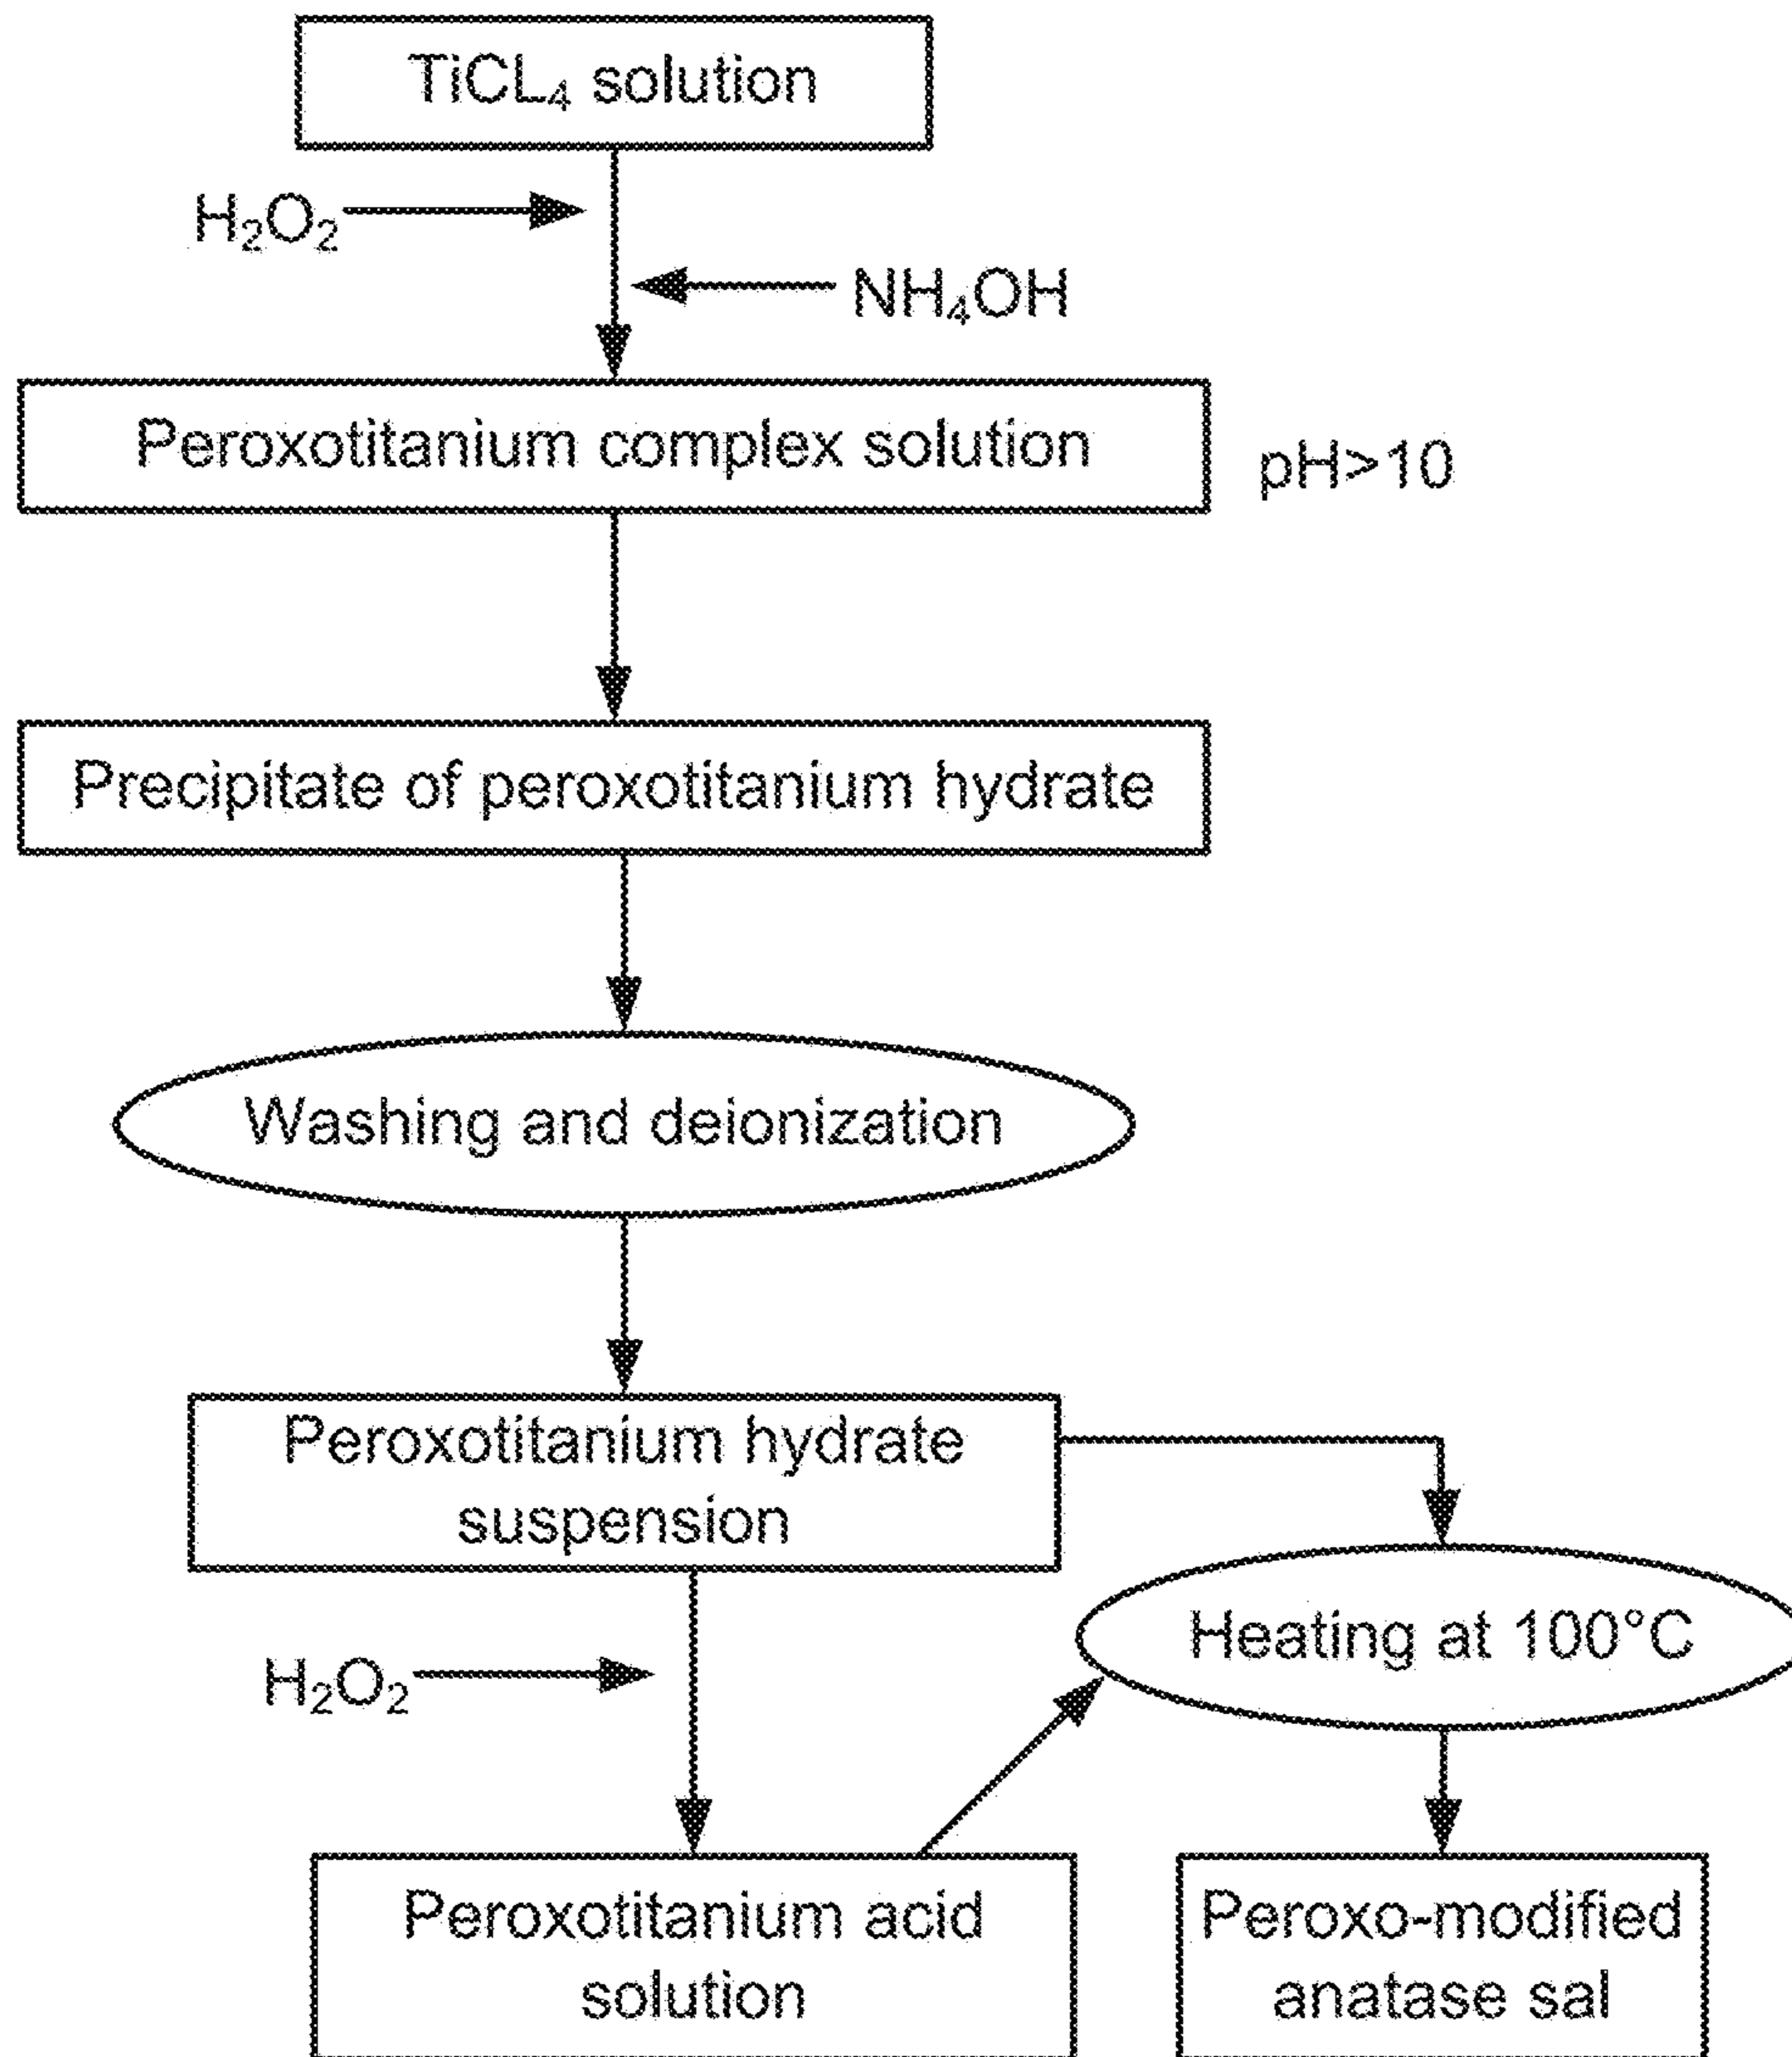 TiCL₄ solution
H₂O₂
NH₄OH
Peroxotitanium complex solution
pH>10
Precipitate of peroxotitanium hydrate
Washing and deionization
Peroxotitanium hydrate
suspension
Heating at 100°C
H₂O₂
Peroxotitanium acid
solution
Peroxo-modified
anatase sal